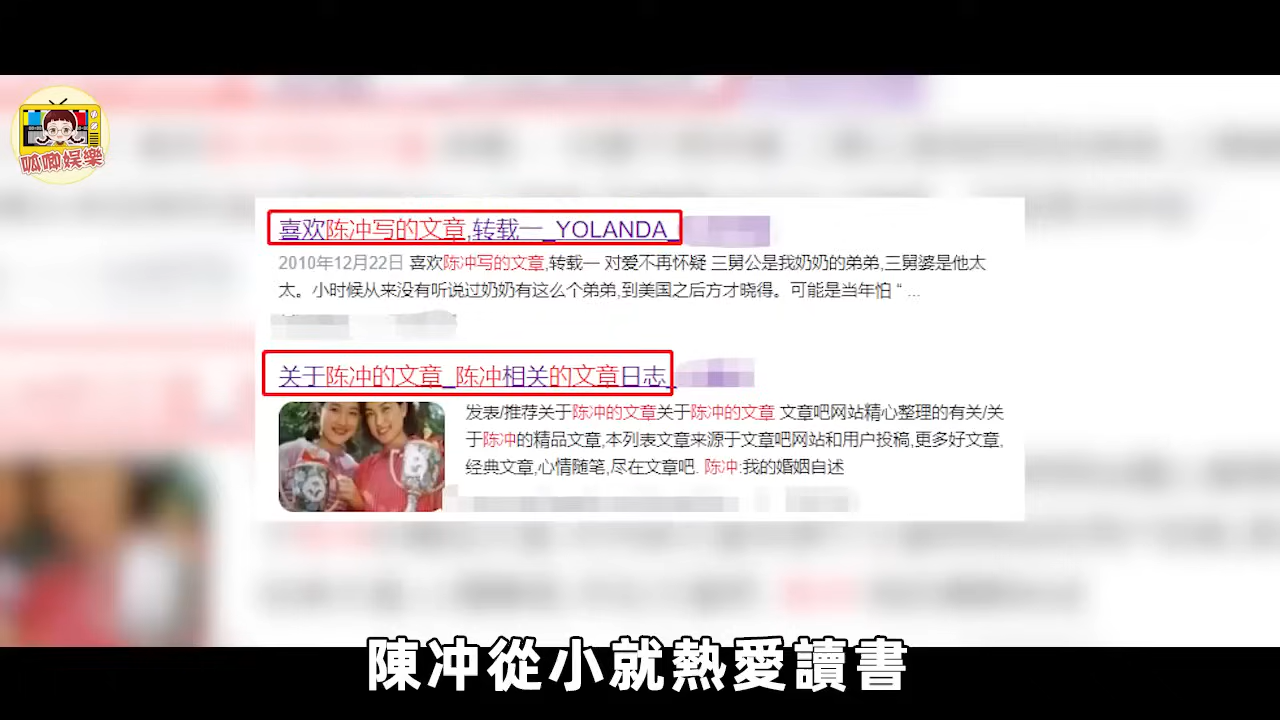 呱唧娱樂
喜欢陈冲写的文章,转载一_YOLANDA_
2010年12月22日 喜欢陈冲写的文章,转载一 对爱不再怀疑 三舅公是我奶奶的弟弟,三舅婆是他太
太。小时候从来没有听说过奶奶有这么个弟弟,到美国之后方才晓得。可能是当年怕 “ ...
关于陈冲的文章_陈冲相关的文章日志_
发表/推荐关于陈冲的文章关于陈冲的文章 文章吧网站精心整理的有关/关
于陈冲的精品文章,本列表文章来源于文章吧网站和用户投稿,更多好文章,
经典文章,心情随笔,尽在文章吧. 陈冲:我的婚姻自述
陳冲從小就熱愛讀書